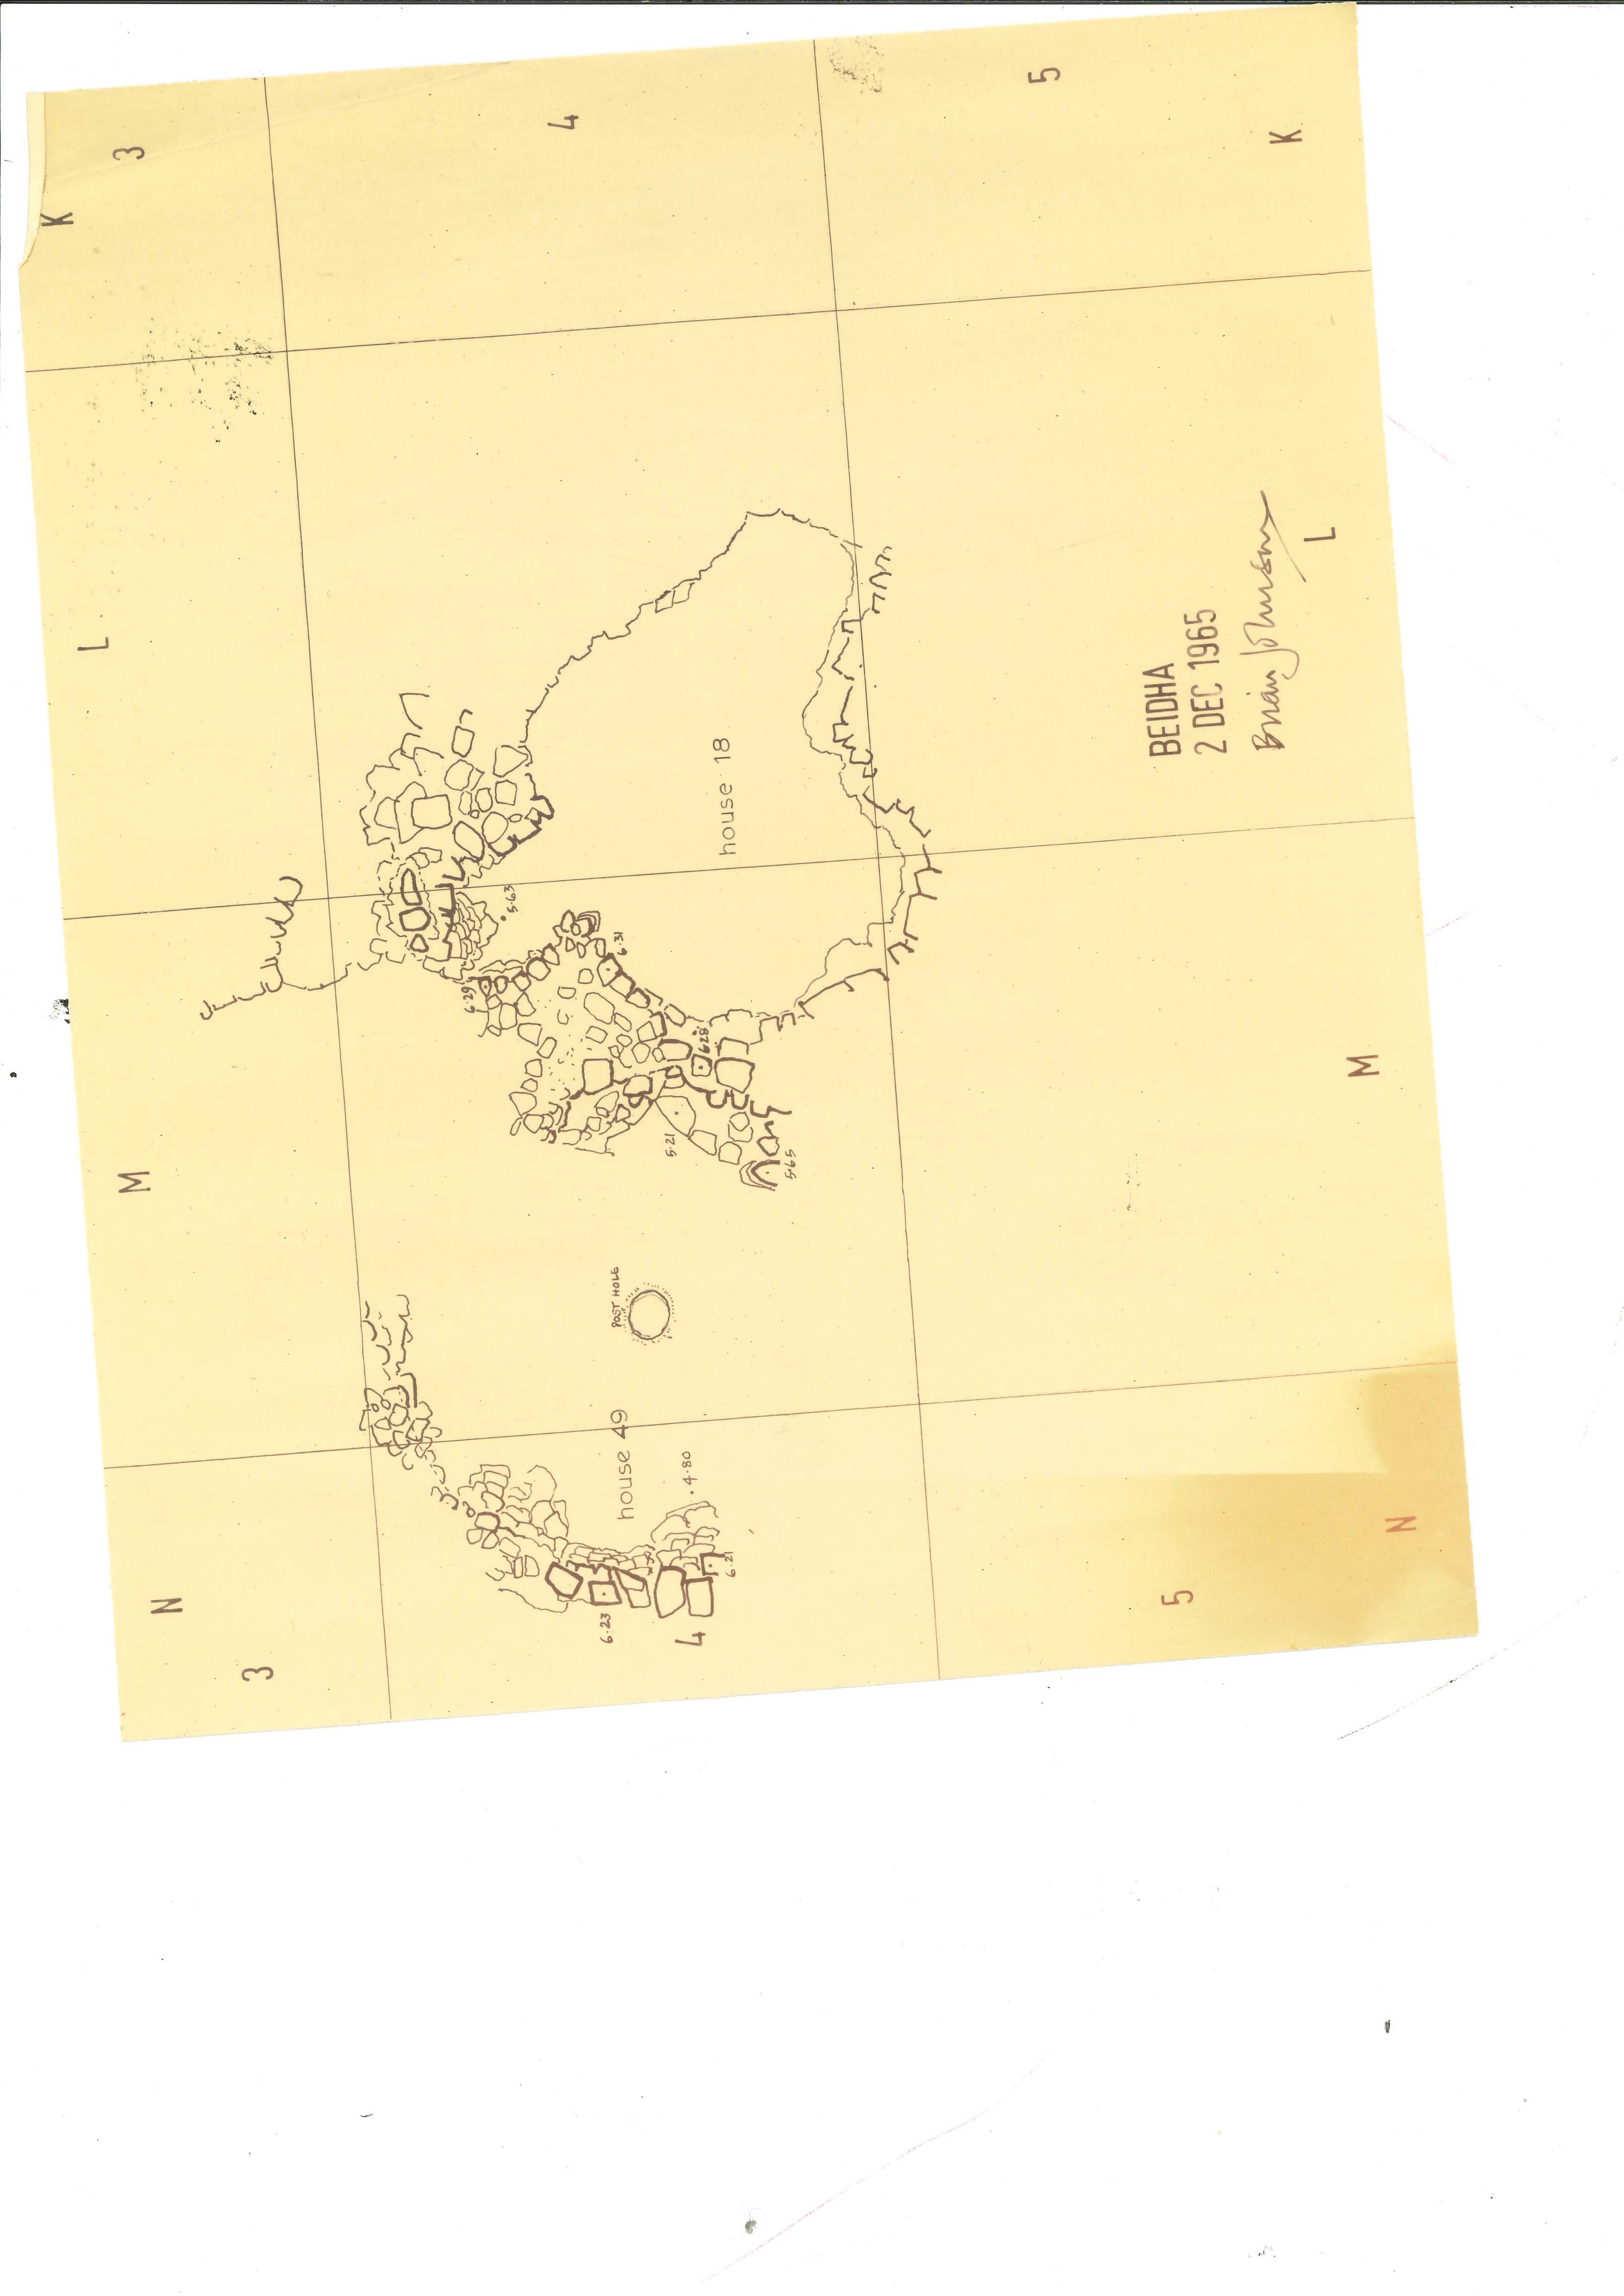 K
3
4
5
K
L
L
M
M
N
N
3
4
5
house 18
house 49
POST HOLE
5·63
6·31
6·29
6·28
5·21
5·65
4·80
6·21
6·23
BEIDHA
2 DEC 1965
Brian Johnson